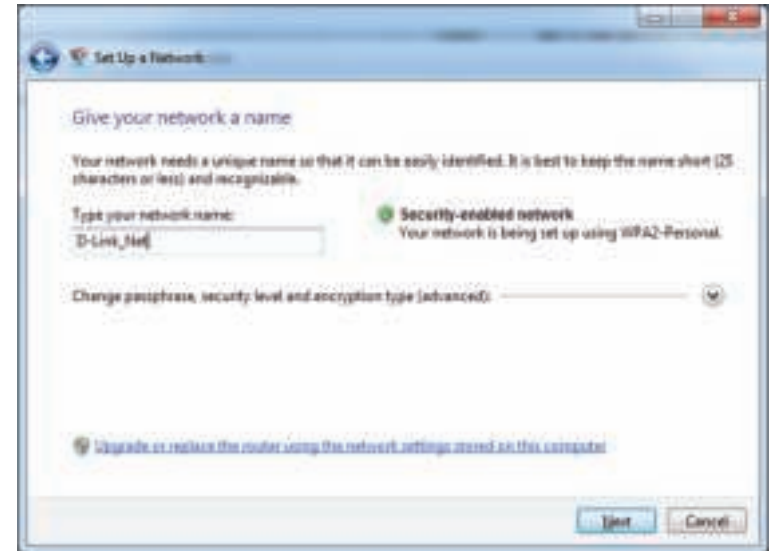 Set Up a Network
Give your network a name
Your network needs a unique name so that it can be easily identified. It is best to keep the name short (25
characters or less) and recognizable.
Type your network name:
Security-enabled network
D-Link_Net
Your network is being set up using WPA2-Personal.
Change passphrase, security level and encryption type (advanced):
Upgrade or replace the router using the network settings stored on this computer
Next
Cancel